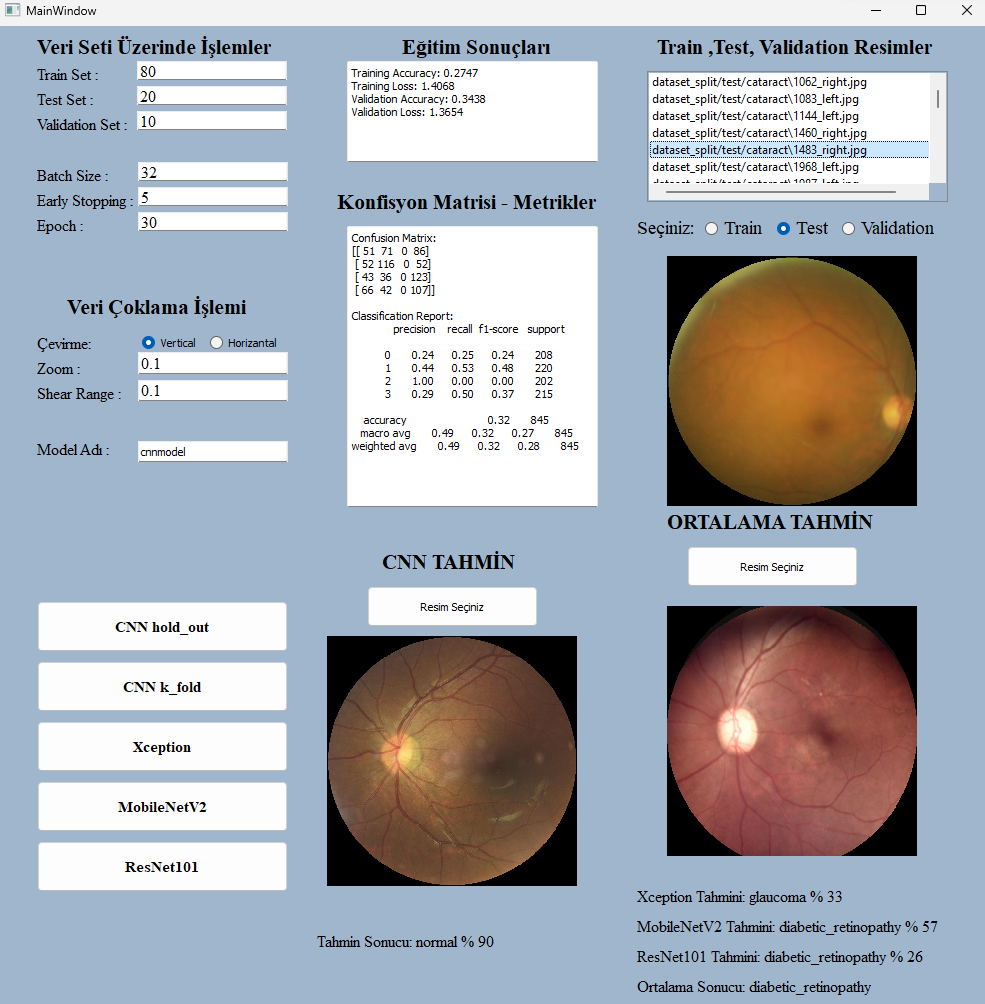 MainWindow
Veri Seti Üzerinde İşlemler
Train Set :
80
Test Set :
20
Validation Set :
10
Batch Size :
32
Early Stopping :
5
Epoch :
30
Veri Çoklama İşlemi
Çevirme:
Vertical
Horizantal
Zoom :
0.1
Shear Range :
0.1
Model Adı :
cnnmodel
CNN hold_out
CNN k_fold
Xception
MobileNetV2
ResNet101
Eğitim Sonuçları
Training Accuracy: 0.2747
Training Loss: 1.4068
Validation Accuracy: 0.3438
Validation Loss: 1.3654
Konfisyon Matrisi - Metrikler
Confusion Matrix:
[[ 51 71 0 86]
[ 52 116 0 52]
[ 43 36 0 123]
[ 66 42 0 107]]
Classification Report:
precision recall f1-score support
0 0.24 0.25 0.24 208
1 0.44 0.53 0.48 220
2 1.00 0.00 0.00 202
3 0.29 0.50 0.37 215
accuracy 0.32 845
macro avg 0.49 0.32 0.27 845
weighted avg 0.49 0.32 0.28 845
CNN TAHMİN
Resim Seçiniz
Tahmin Sonucu: normal % 90
Train ,Test, Validation Resimler
dataset_split/test/cataract\1062_right.jpg
dataset_split/test/cataract\1083_left.jpg
dataset_split/test/cataract\1144_left.jpg
dataset_split/test/cataract\1460_right.jpg
dataset_split/test/cataract\1483_right.jpg
dataset_split/test/cataract\1968_left.jpg
dataset_split/test/cataract\1987_left.jpg
Seçiniz:
Train
Test
Validation
ORTALAMA TAHMİN
Resim Seçiniz
Xception Tahmini: glaucoma % 33
MobileNetV2 Tahmini: diabetic_retinopathy % 57
ResNet101 Tahmini: diabetic_retinopathy % 26
Ortalama Sonucu: diabetic_retinopathy